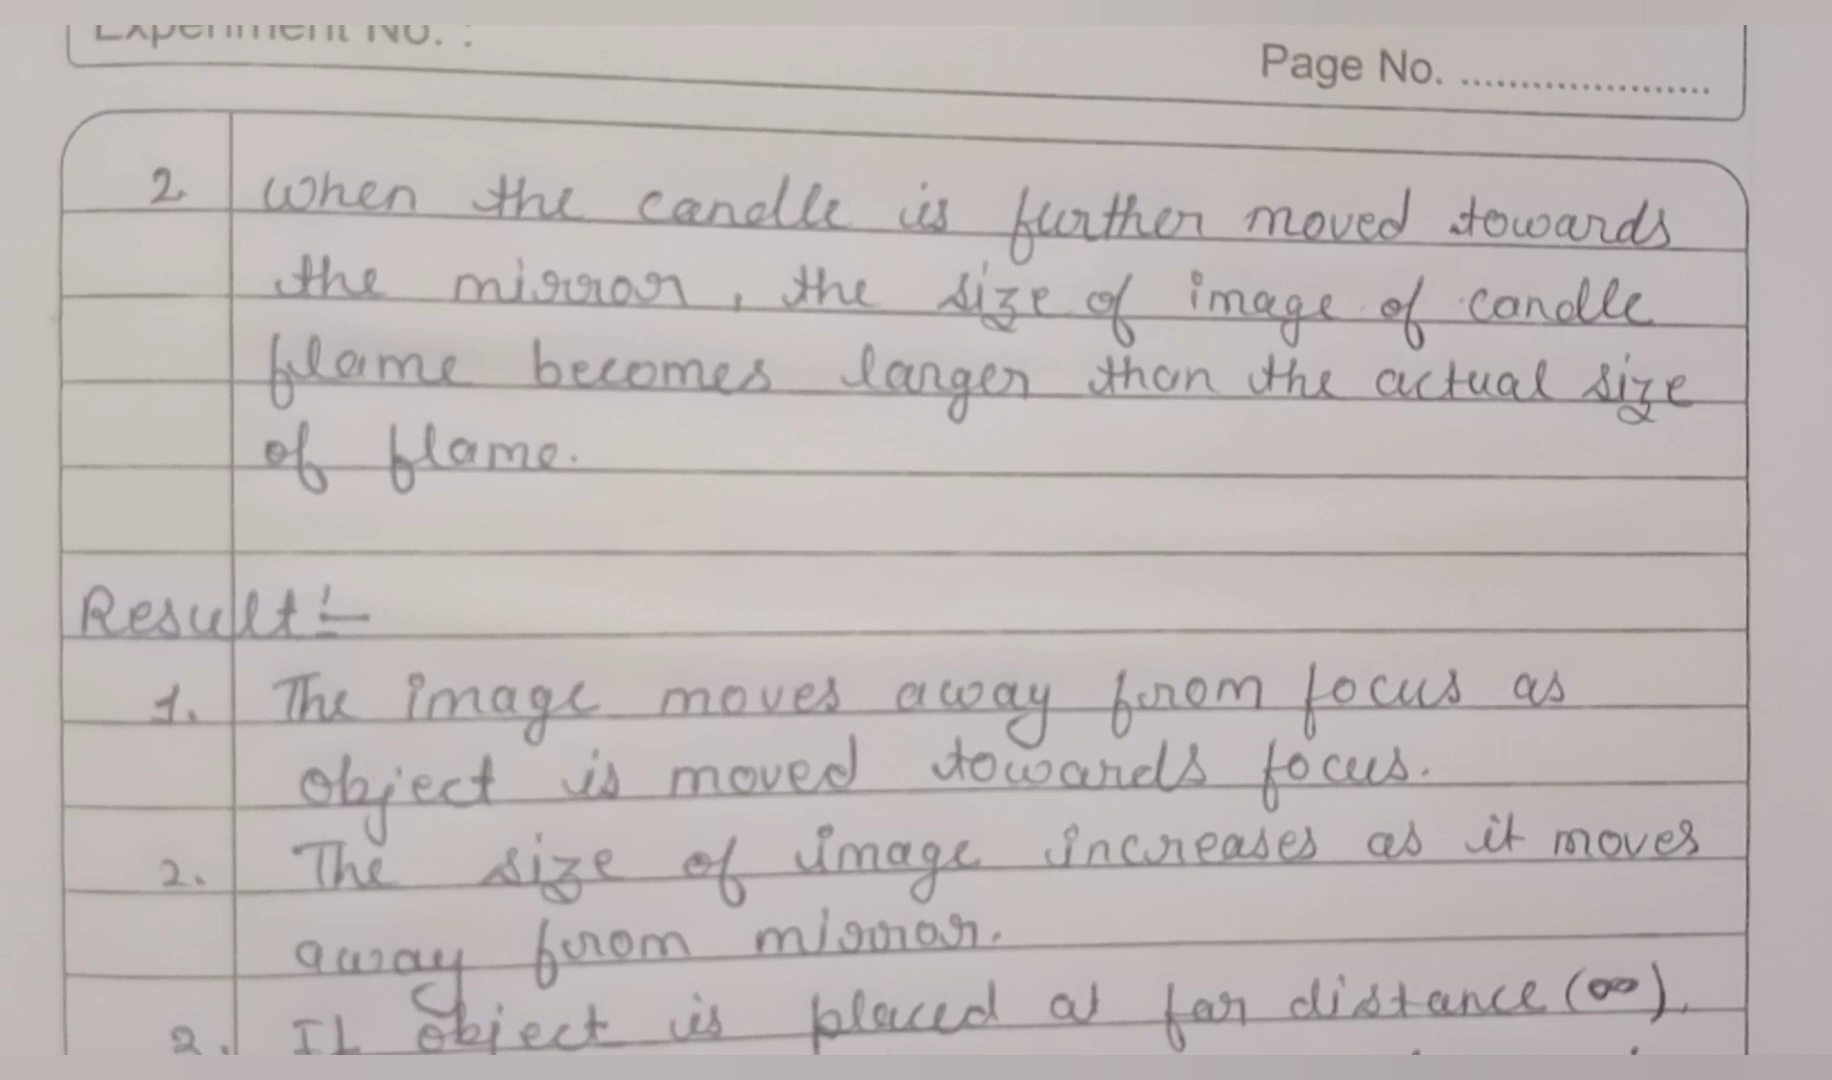 Experiment No. :
Page No. ......................
2. When the candle is further moved towards
the mirror, the size of image of candle
flame becomes larger than the actual size
of flame.
Result :-
1. The image moves away from focus as
object is moved towards focus.
2. The size of image increases as it moves
away from mirror.
If object is placed at far distance (∞),